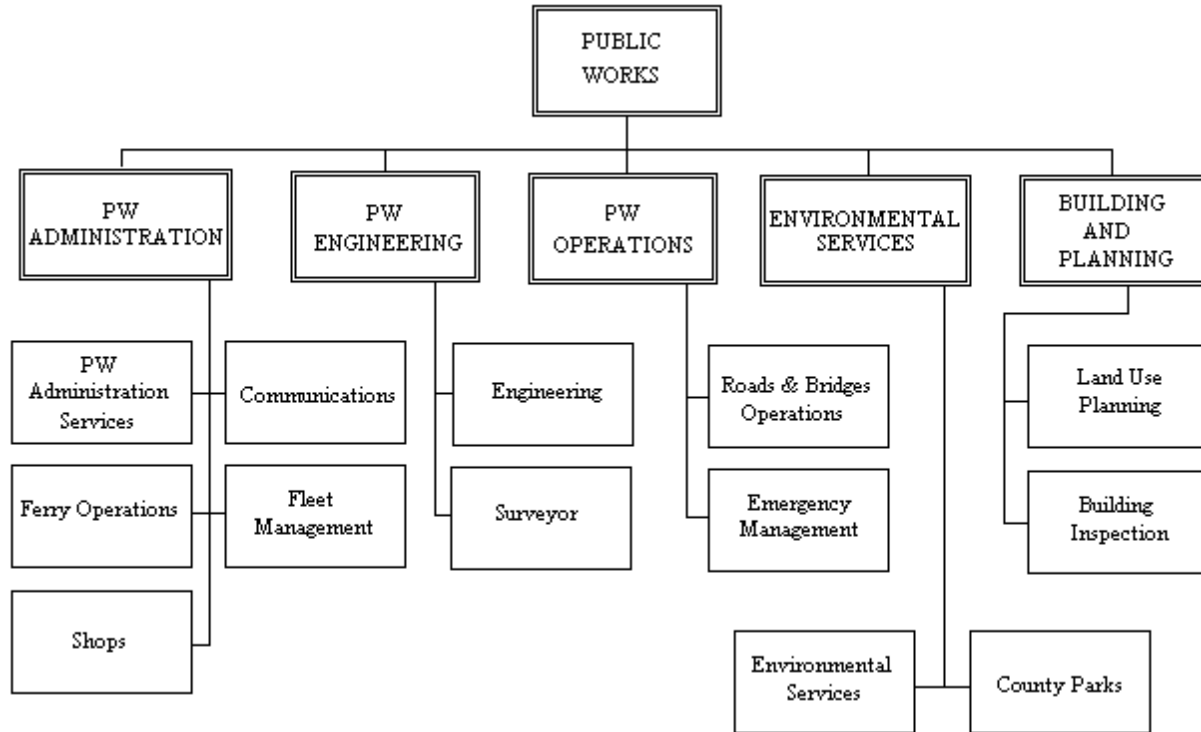 PUBLIC
WORKS
PW
ADMINISTRATION
PW
ENGINEERING
PW
OPERATIONS
ENVIRONMENTAL
SERVICES
BUILDING
AND
PLANNING
PW
Administration
Services
Communications
Engineering
Roads & Bridges
Operations
Land Use
Planning
Ferry Operations
Fleet
Management
Surveyor
Emergency
Management
Building
Inspection
Shops
Environmental
Services
County Parks